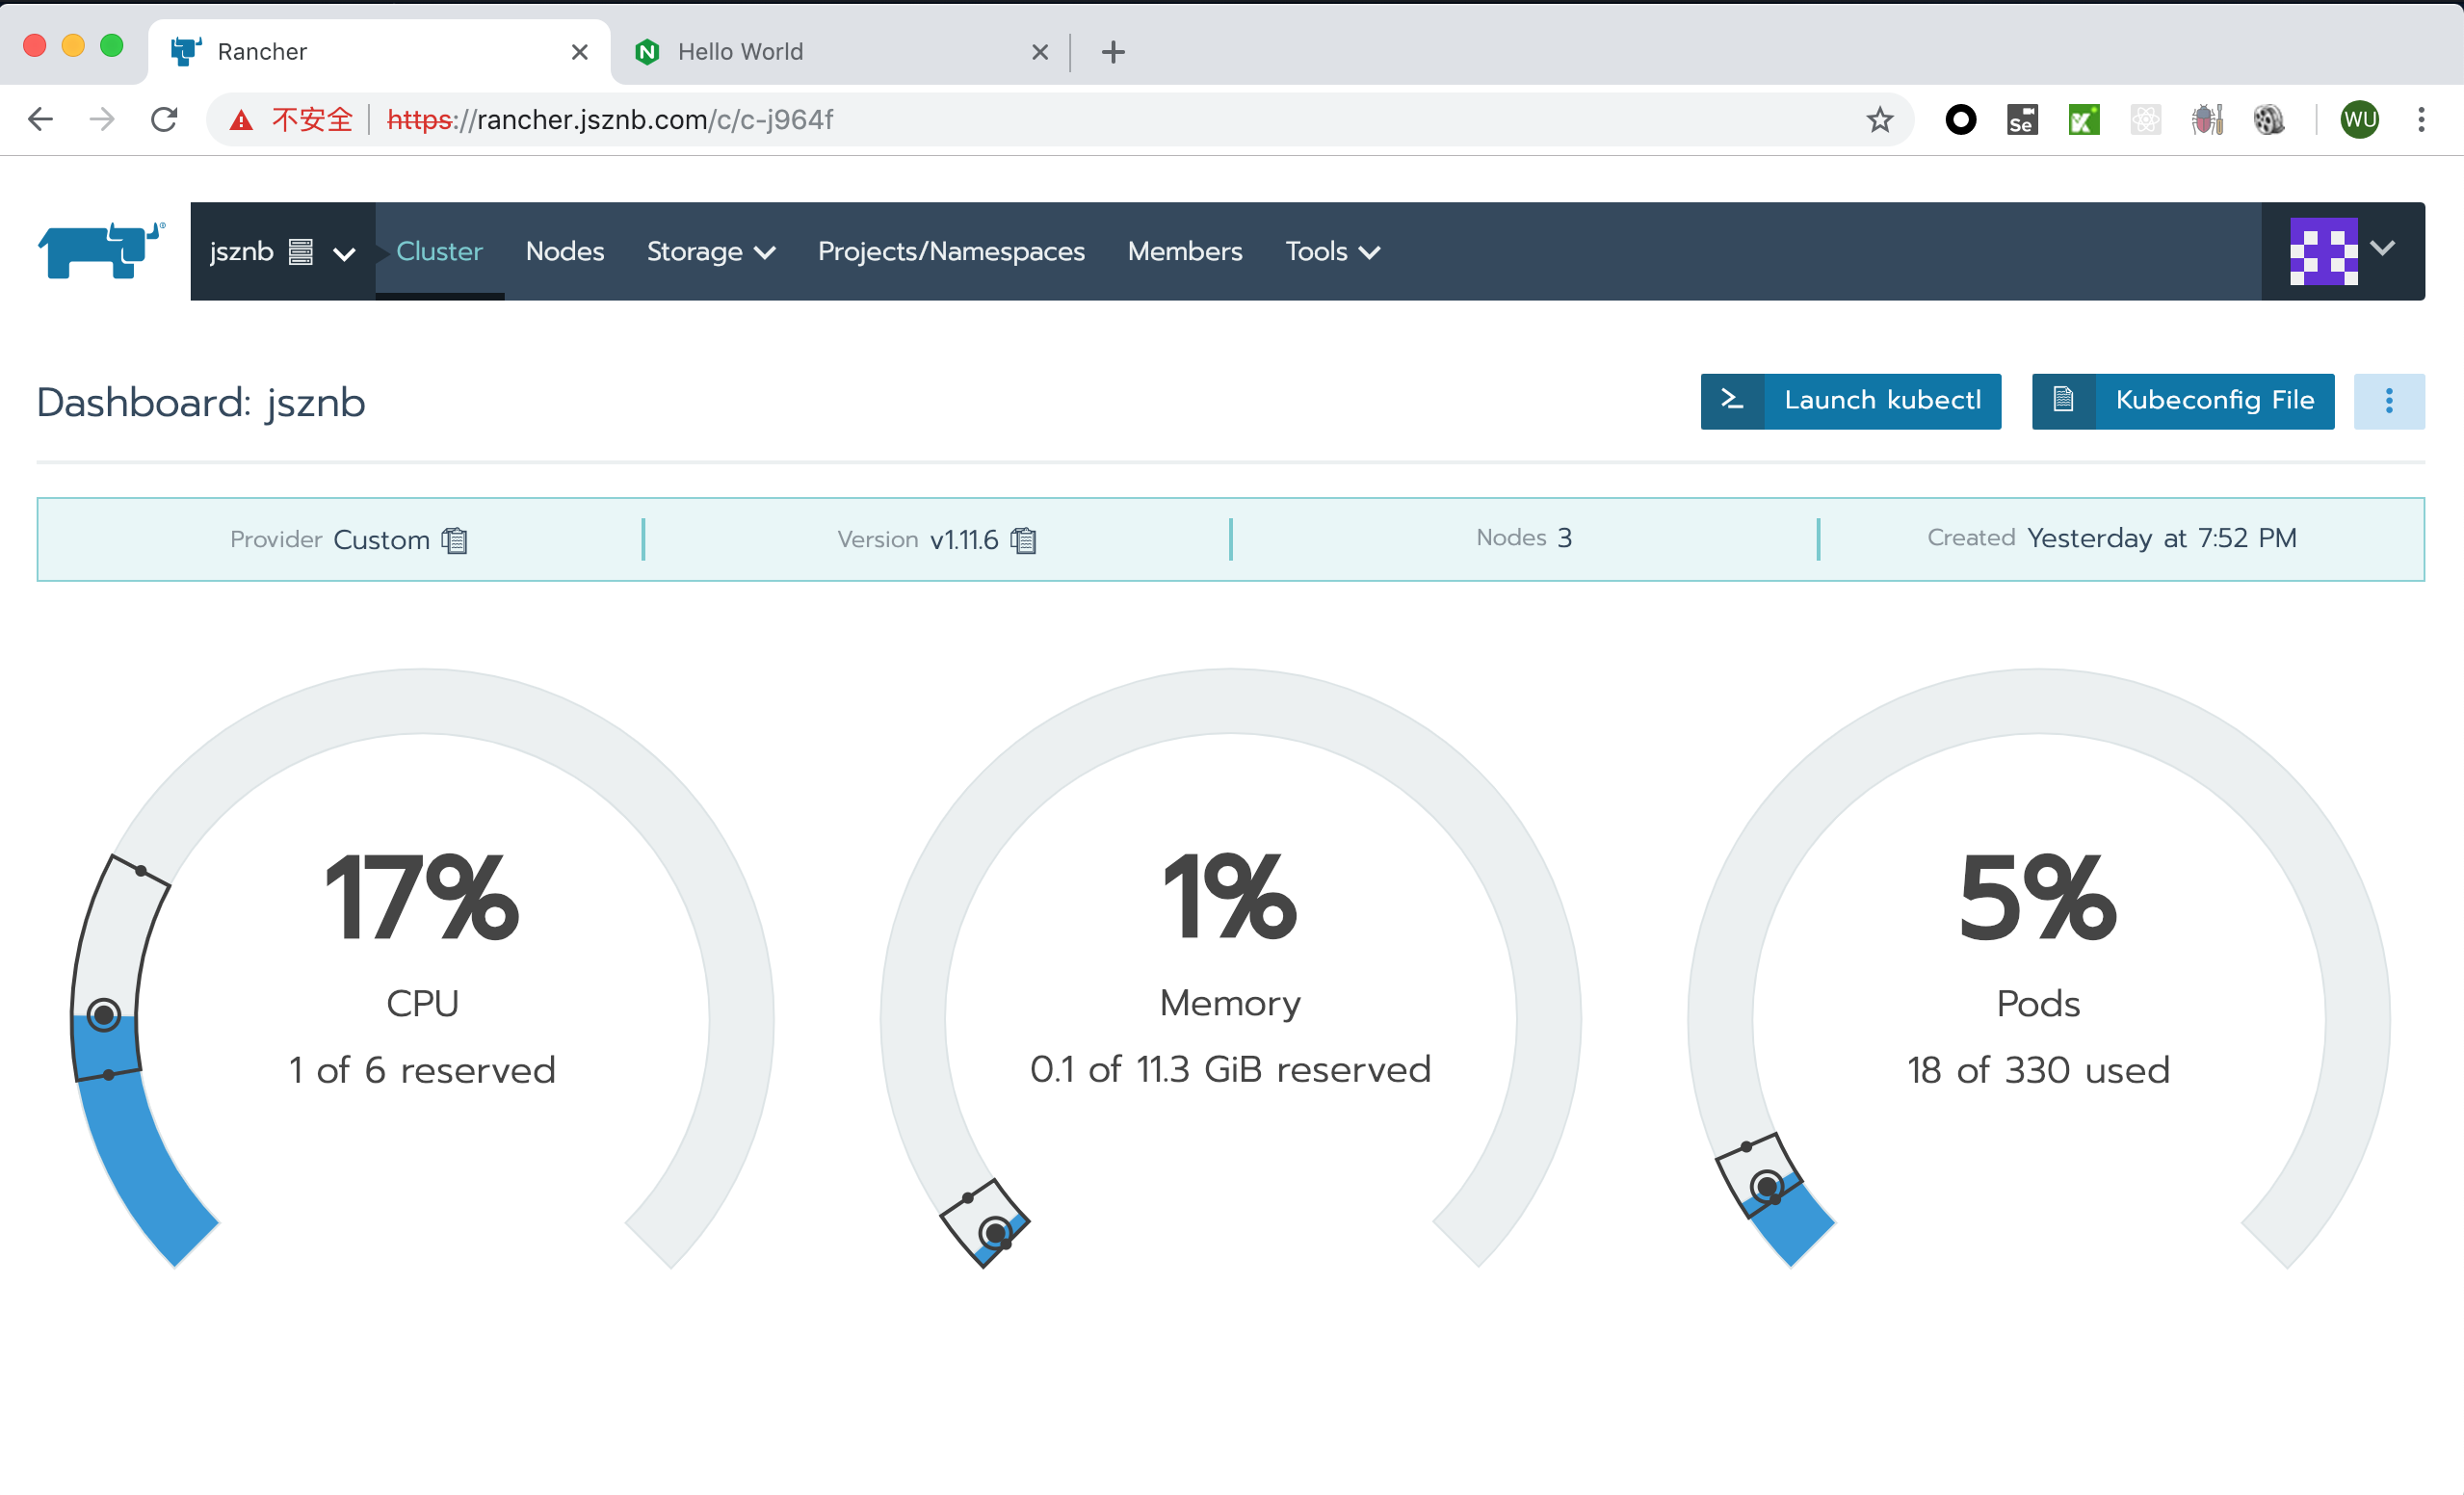 Rancher
Hello World
不安全
https://rancher.jsznb.com/c/c-j964f
Se
WU
jsznb
Cluster
Nodes
Storage
Projects/Namespaces
Members
Tools
Dashboard: jsznb
Launch kubectl
Kubeconfig File
Provider Custom
Version v1.11.6
Nodes 3
Created Yesterday at 7:52 PM
17%
CPU
1 of 6 reserved
1%
Memory
0.1 of 11.3 GiB reserved
5%
Pods
18 of 330 used